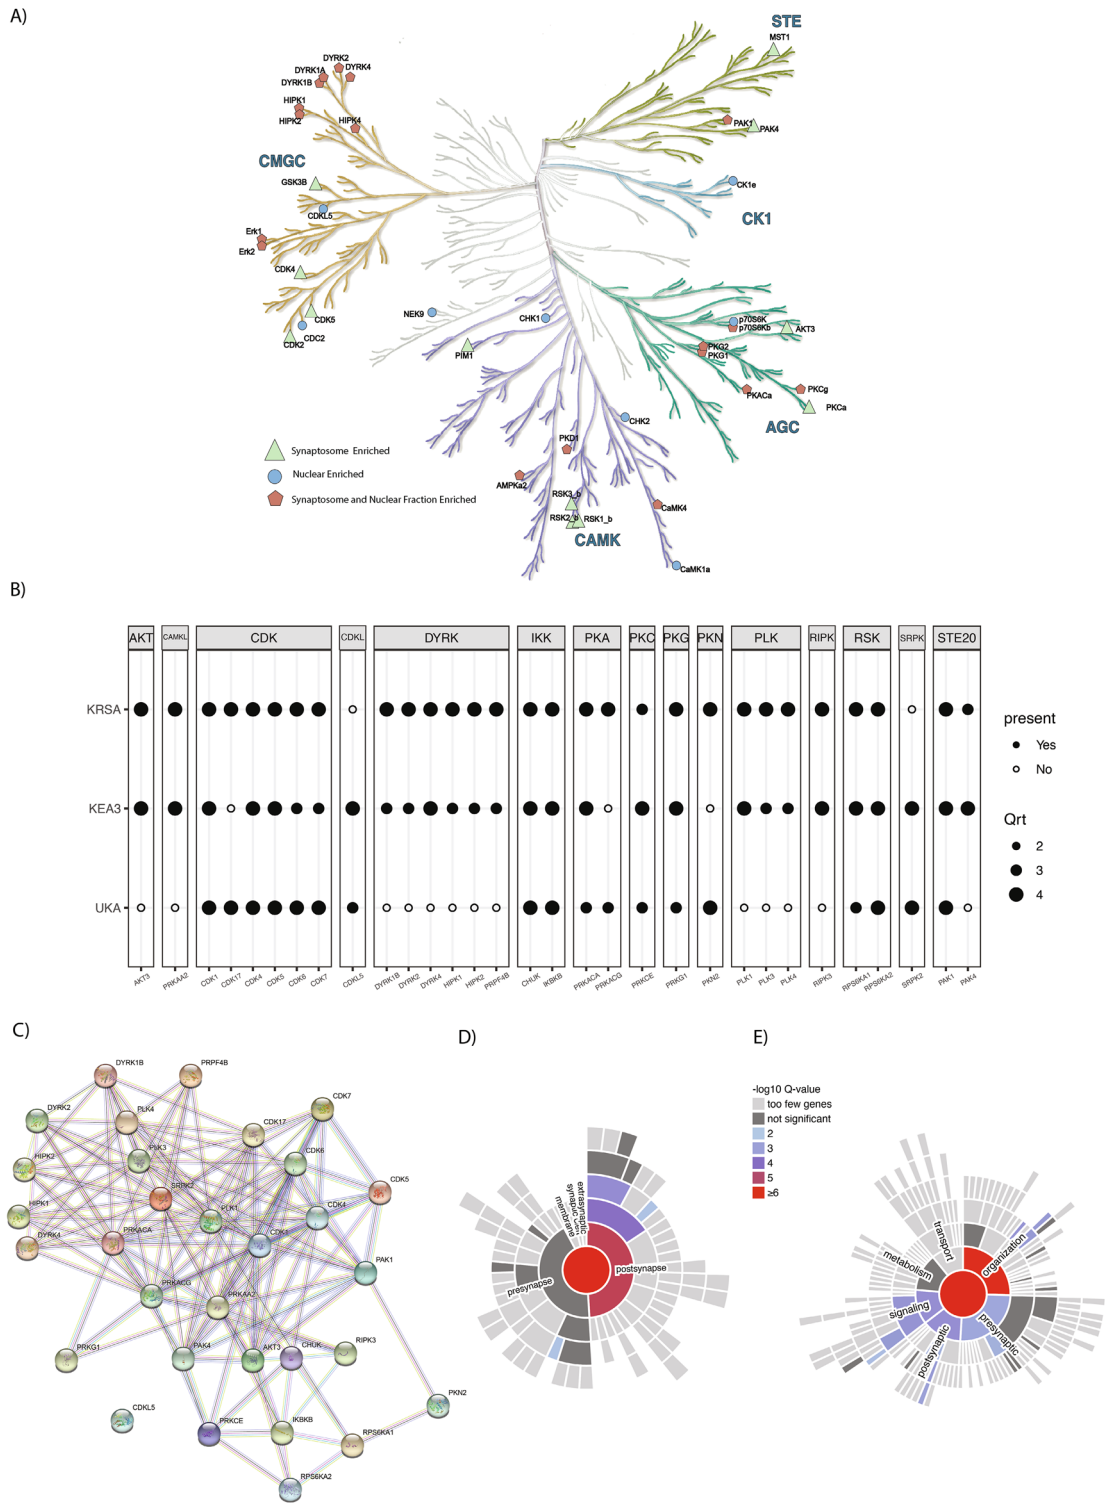 A)
STE
MST1
DYRK2
DYRK1A
DYRK4
DYRK1B
HIPK1
HIPK2
HIPK4
PAK1
PAK4
CMGC
GSK3B
CDKL5
CK1e
CK1
Erk1
Erk2
CDK4
NEK9
CHK1
CDK5
CDC2
CDK2
PIM1
p70S6K
p70S6Kb
AKT3
PKG2
PKG1
PKACa
PKCg
PKCa
AGC
CHK2
PKD1
AMPKa2
RSK3_b
RSK2_b
RSK1_b
CAMK
CaMK4
CaMK1a
Synaptosome Enriched
Nuclear Enriched
Synaptosome and Nuclear Fraction Enriched
B)
AKT CAMKL CDK CDKL DYRK IKK PKA PKC PKG PKN PLK RIPK RSK SRPK STE20
KRSA
KEA3
UKA
present
Yes
No
Qrt
2
3
4
AKT3 PRKAA2 CDK1 CDK17 CDK4 CDK5 CDK6 CDK7 CDKL5 DYRK1B DYRK2 DYRK4 HIPK1 HIPK2 PRPF4B CHUK IKBKB PRKACA PRKACG PRKCE PRKG1 PKN2 PLK1 PLK3 PLK4 RIPK3 RPS6KA1 RPS6KA2 SRPK2 PAK1 PAK4
C)
DYRK1B
PRPF4B
DYRK2
PLK4
CDK7
CDK17
HIPK2
PLK3
CDK6
SRPK2
CDK5
HIPK1
PLK1
CDK4
DYRK4
PRKACA
CDK1
PAK1
PRKACG
PRKAA2
PRKG1
PAK4
AKT3
CHUK
RIPK3
CDKL5
PKN2
PRKCE
IKBKB
RPS6KA1
RPS6KA2
D)
extrasynaptic
membrane
presynapse
postsynapse
E)
-log10 Q-value
too few genes
not significant
2
3
4
5
≥6
transport
organization
metabolism
signaling
postsynaptic
presynaptic